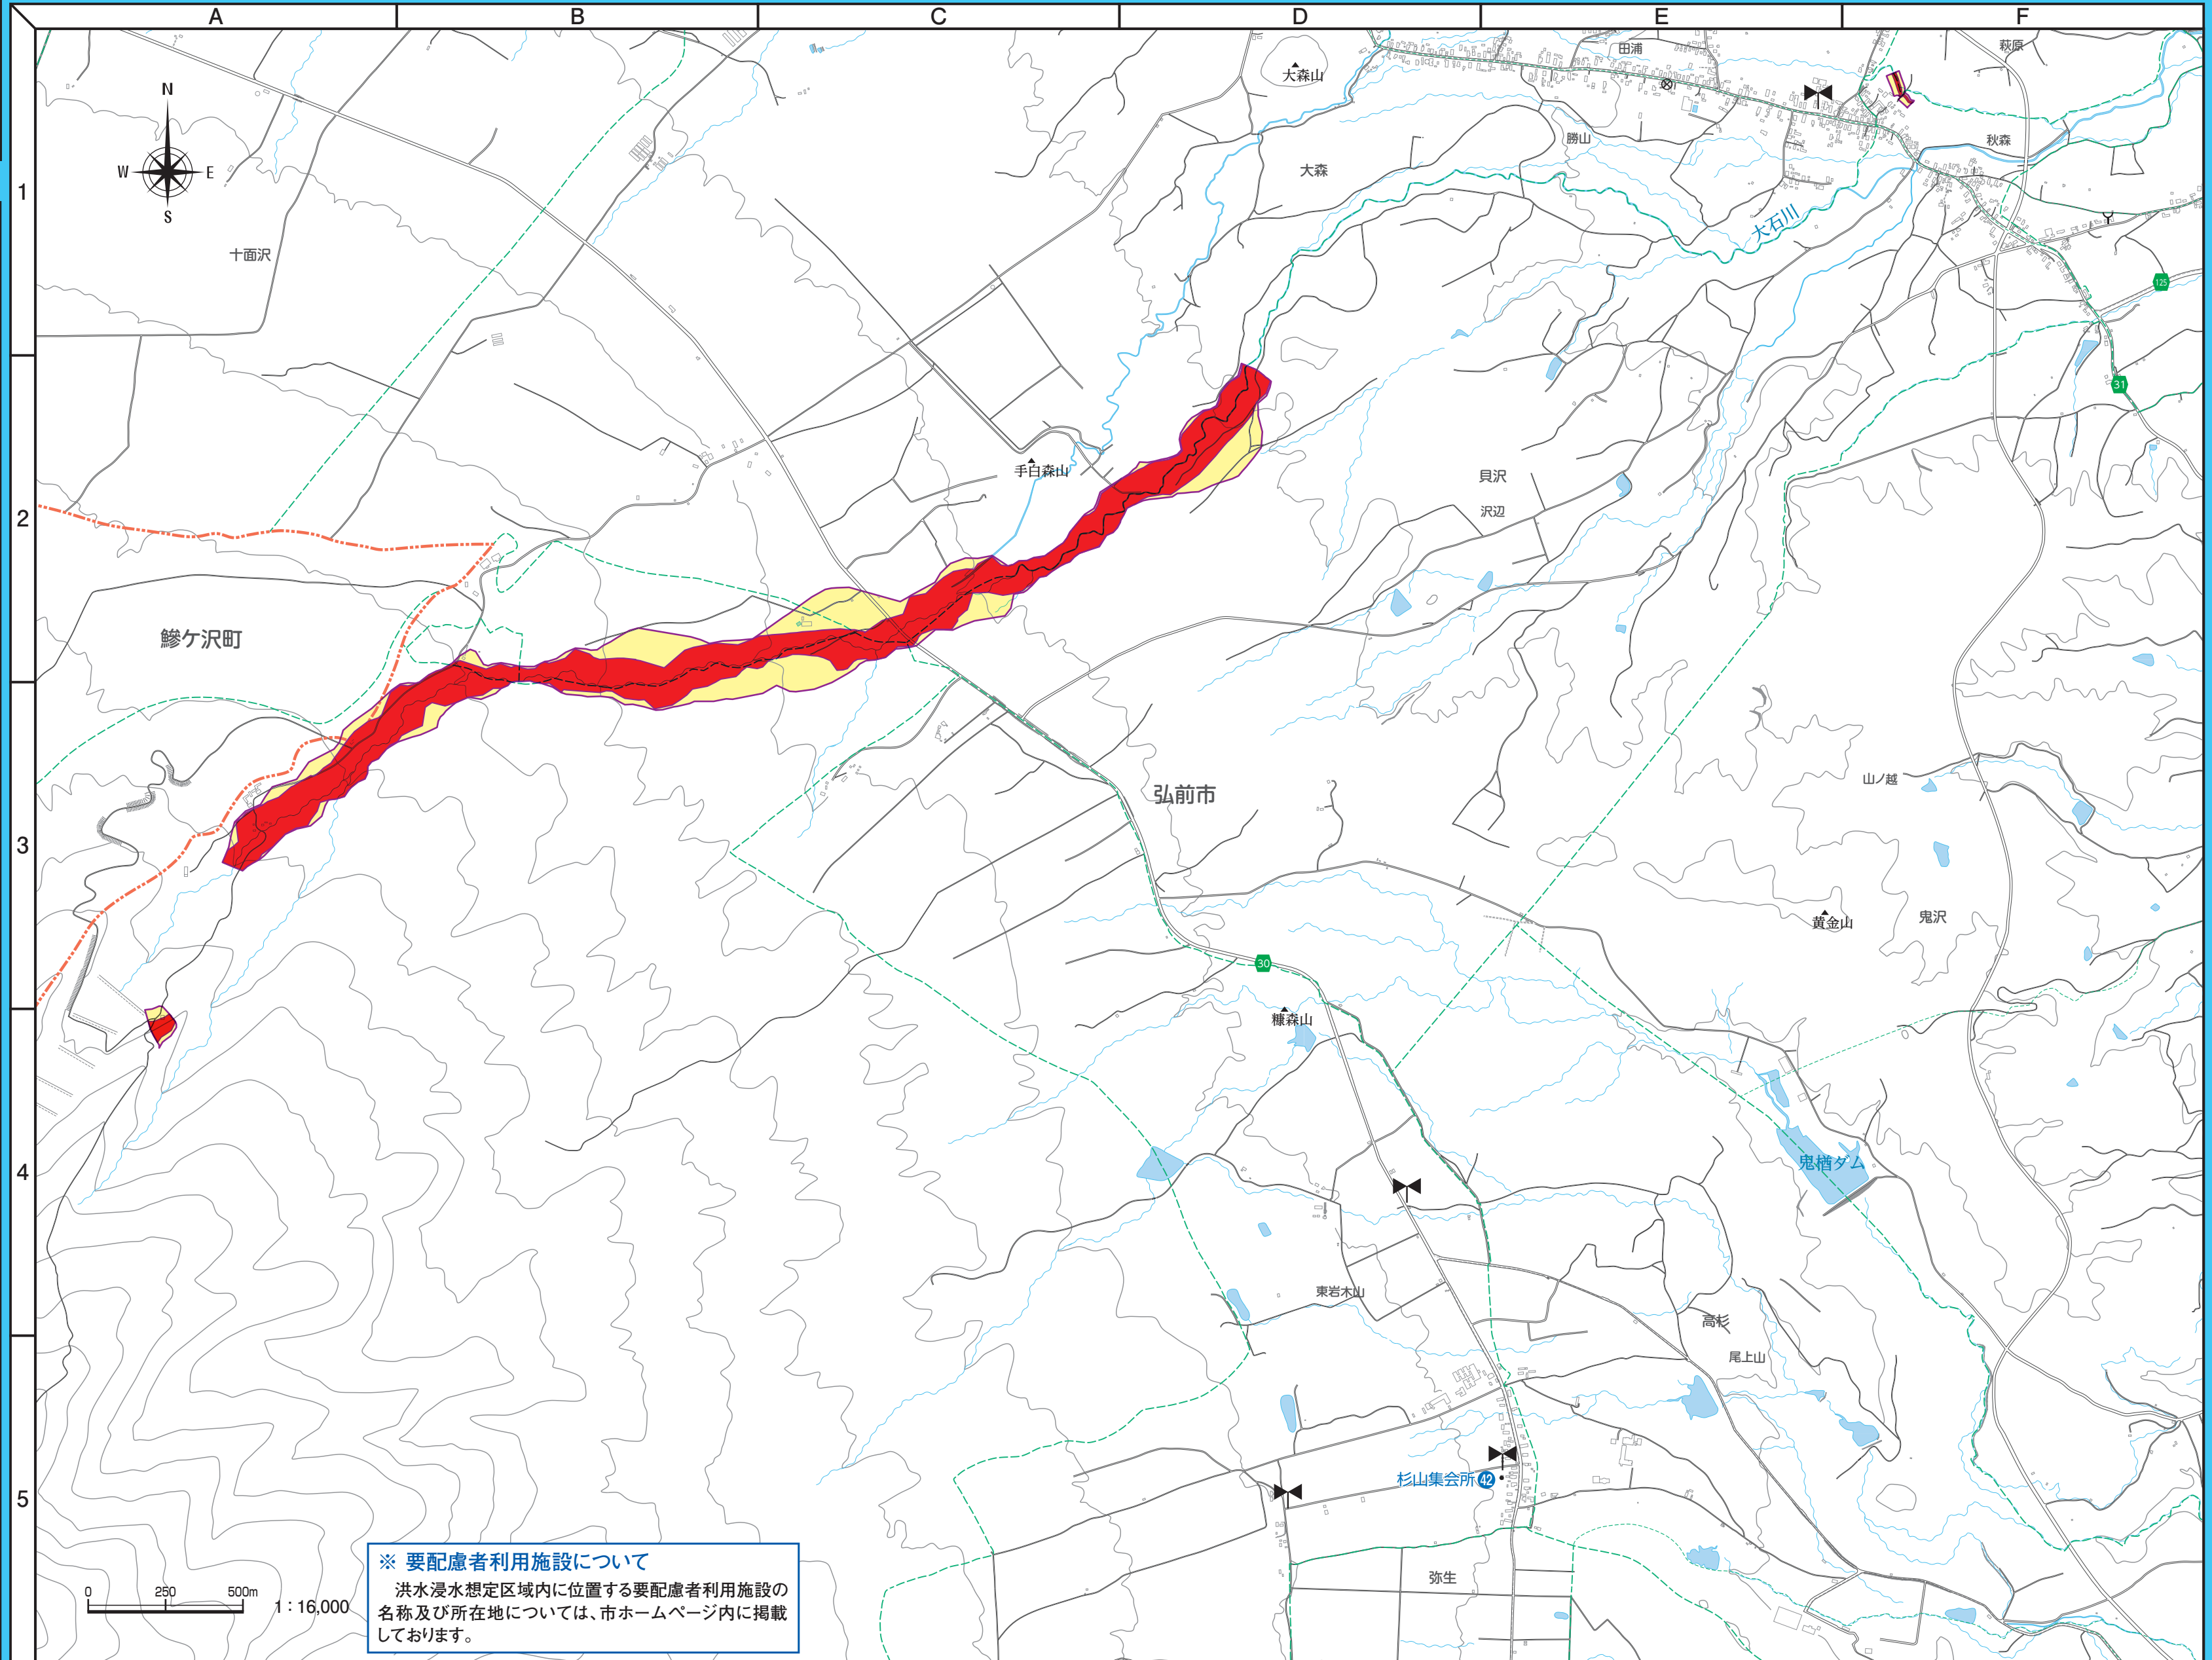 A B C D E F
1
2
3
4
5
N
W E
S
大森山
田浦
萩原
勝山
秋森
大森
大石川
十面沢
125
31
手白森山
貝沢
沢辺
鰺ケ沢町
弘前市
山ノ越
黄金山
鬼沢
30
糠森山
鬼楢ダム
東岩木山
高杉
尾上山
杉山集会所 42
弥生
0 250 500m
1：16,000
※ 要配慮者利用施設について
洪水浸水想定区域内に位置する要配慮者利用施設の
名称及び所在地については、市ホームページ内に掲載
しております。